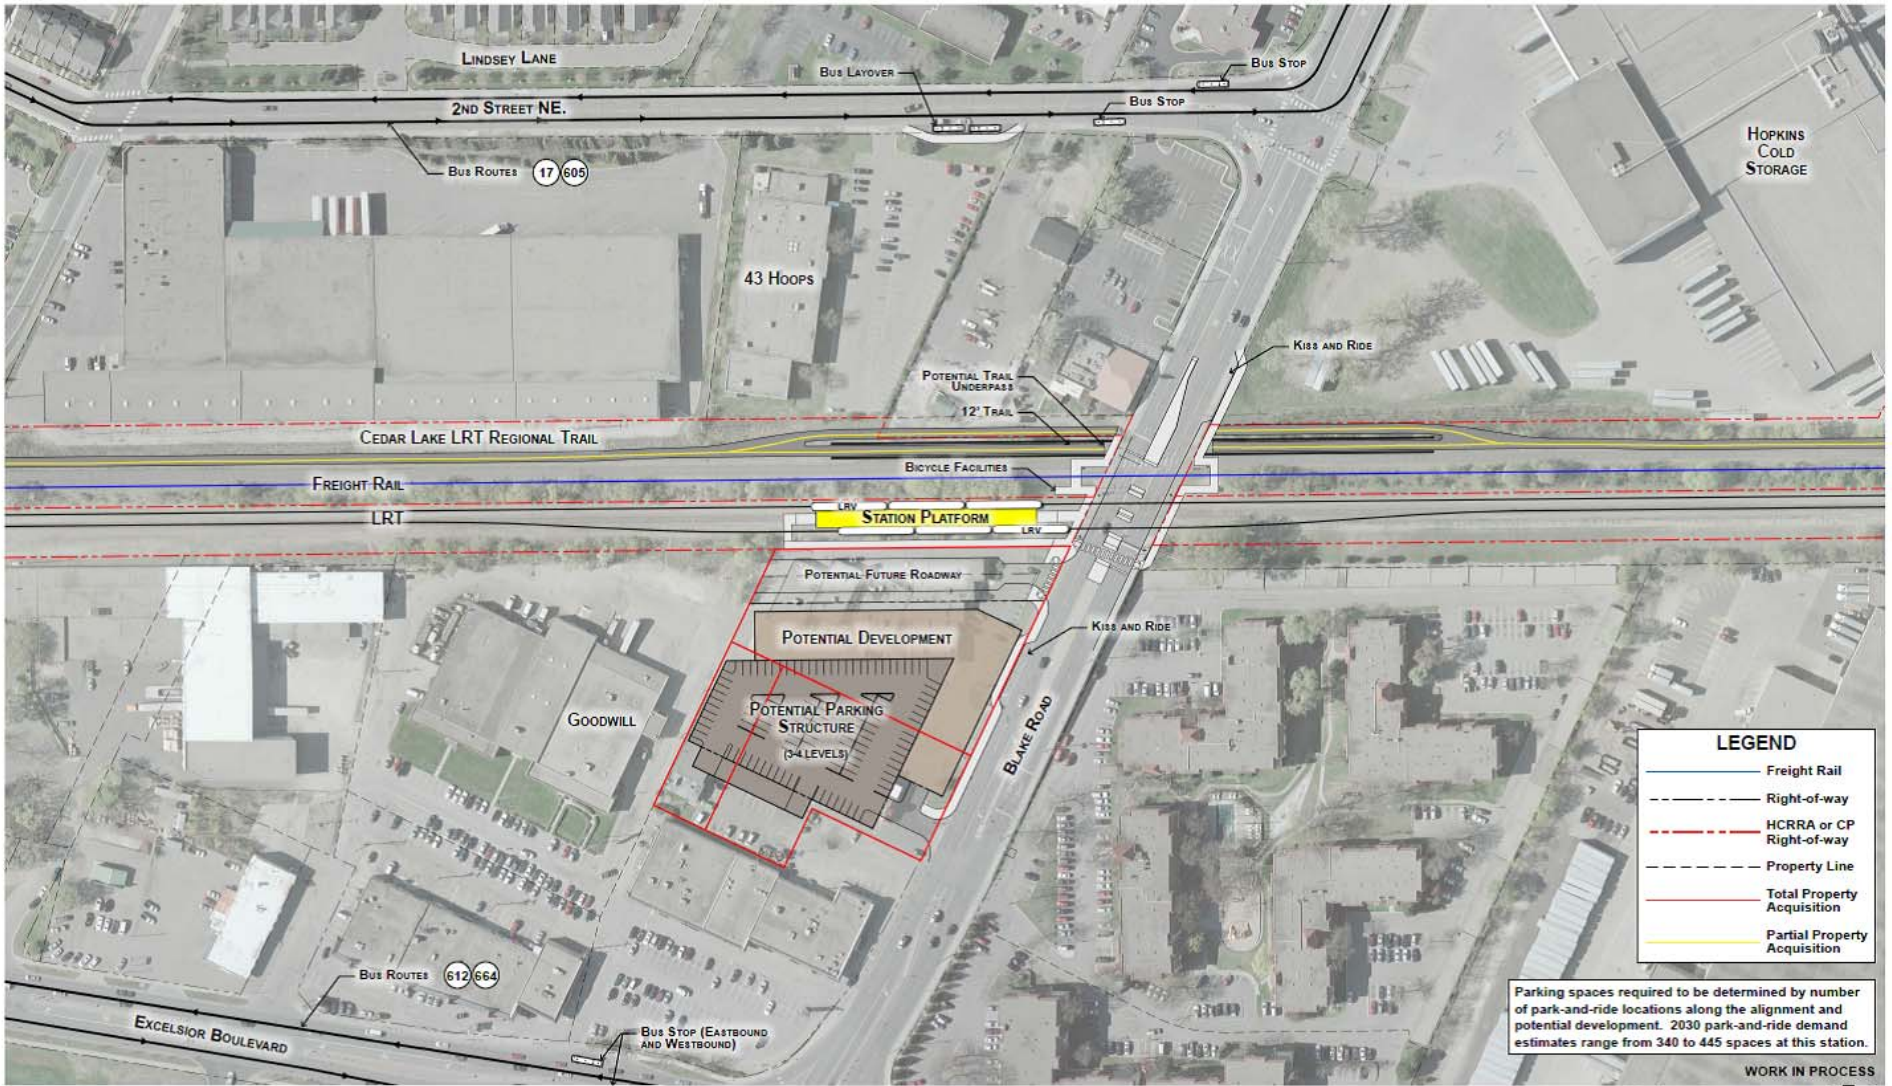 Lindsey Lane
Bus Layover
Bus Stop
2nd Street NE.
Bus Stop
Hopkins
Cold
Storage
Bus Routes 17 605
43 Hoops
Kiss and Ride
Potential Trail
Underpass
12' Trail
Cedar Lake LRT Regional Trail
Bicycle Facilities
Freight Rail
LRV
LRT
Station Platform
LRV
Potential Future Roadway
Kiss and Ride
Potential Development
Goodwill
Potential Parking
Structure
(3-4 Levels)
Blake Road
LEGEND
Freight Rail
Right-of-way
HCRRA or CP
Right-of-way
Property Line
Total Property
Acquisition
Partial Property
Acquisition
Bus Routes 612 664
Excelsior Boulevard
Bus Stop (Eastbound
and Westbound)
Parking spaces required to be determined by number
of park-and-ride locations along the alignment and
potential development. 2030 park-and-ride demand
estimates range from 340 to 445 spaces at this station.
WORK IN PROCESS